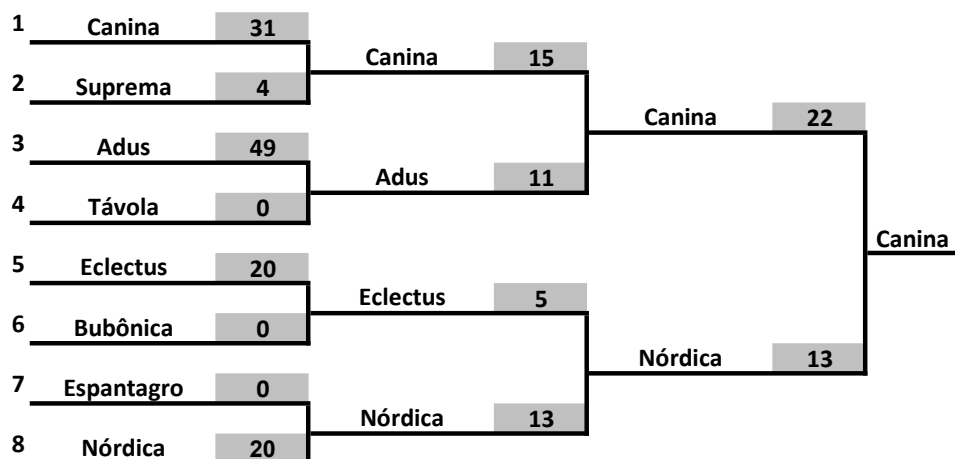 1 Canina 31
Canina 15
2 Suprema 4
Canina 22
3 Adus 49
Adus 11
4 Távola 0
Canina
5 Eclectus 20
Eclectus 5
6 Bubônica 0
Nórdica 13
7 Espantagro 0
Nórdica 13
8 Nórdica 20